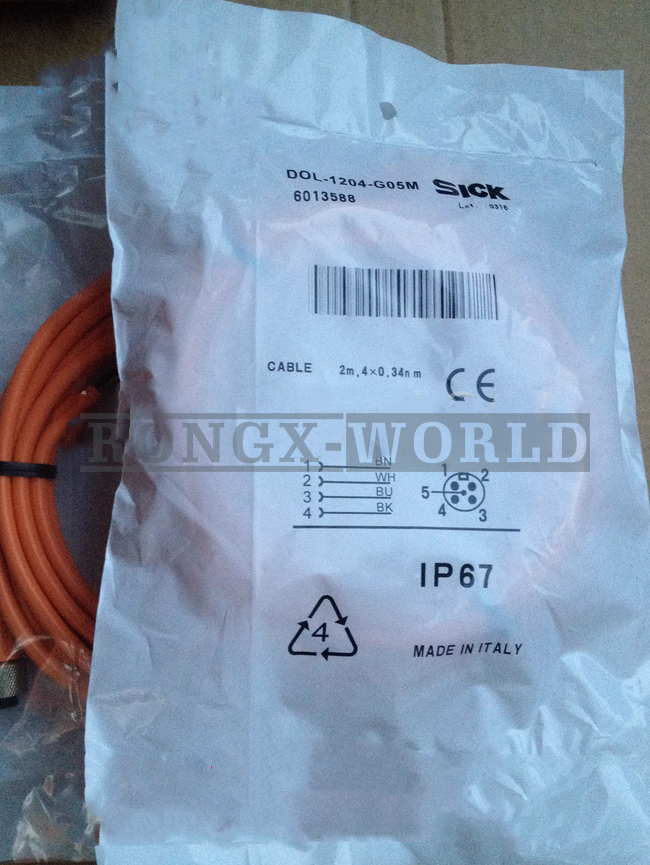 DOL-1204-G05M SICK
6013588
Lot. 0316
CABLE 2m,4×0.34nm
CE
RONGX-WORLD
1 BN
2 WH
3 BU
4 BK
1 2
5
4 3
IP67
4
MADE IN ITALY